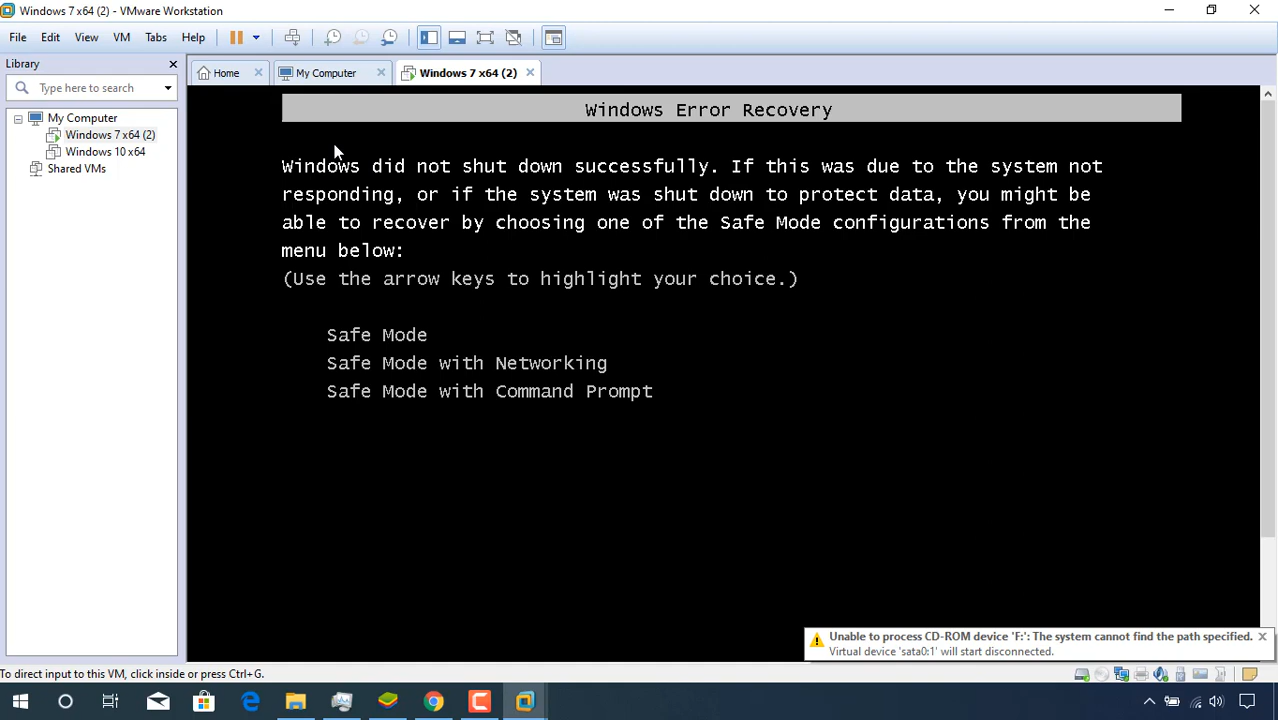 Windows 7 x64 (2) - VMware Workstation
File Edit View VM Tabs Help
Library
Type here to search
My Computer
Windows 7 x64 (2)
Windows 10 x64
Shared VMs
Home My Computer Windows 7 x64 (2)
Windows Error Recovery
Windows did not shut down successfully. If this was due to the system not
responding, or if the system was shut down to protect data, you might be
able to recover by choosing one of the Safe Mode configurations from the
menu below:
(Use the arrow keys to highlight your choice.)
Safe Mode
Safe Mode with Networking
Safe Mode with Command Prompt
Unable to process CD-ROM device 'F:': The system cannot find the path specified.
Virtual device 'sata0:1' will start disconnected.
To direct input to this VM, click inside or press Ctrl+G.